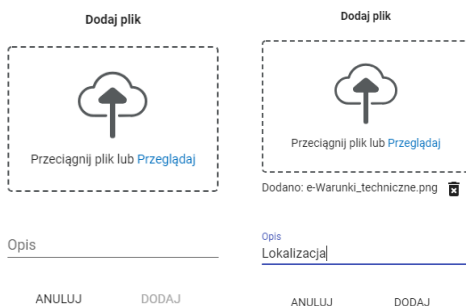 Dodaj plik
Przeciągnij plik lub Przeglądaj
Opis
ANULUJ DODAJ
Dodaj plik
Przeciągnij plik lub Przeglądaj
Dodano: e-Warunki_techniczne.png
Opis
Lokalizacja
ANULUJ DODAJ